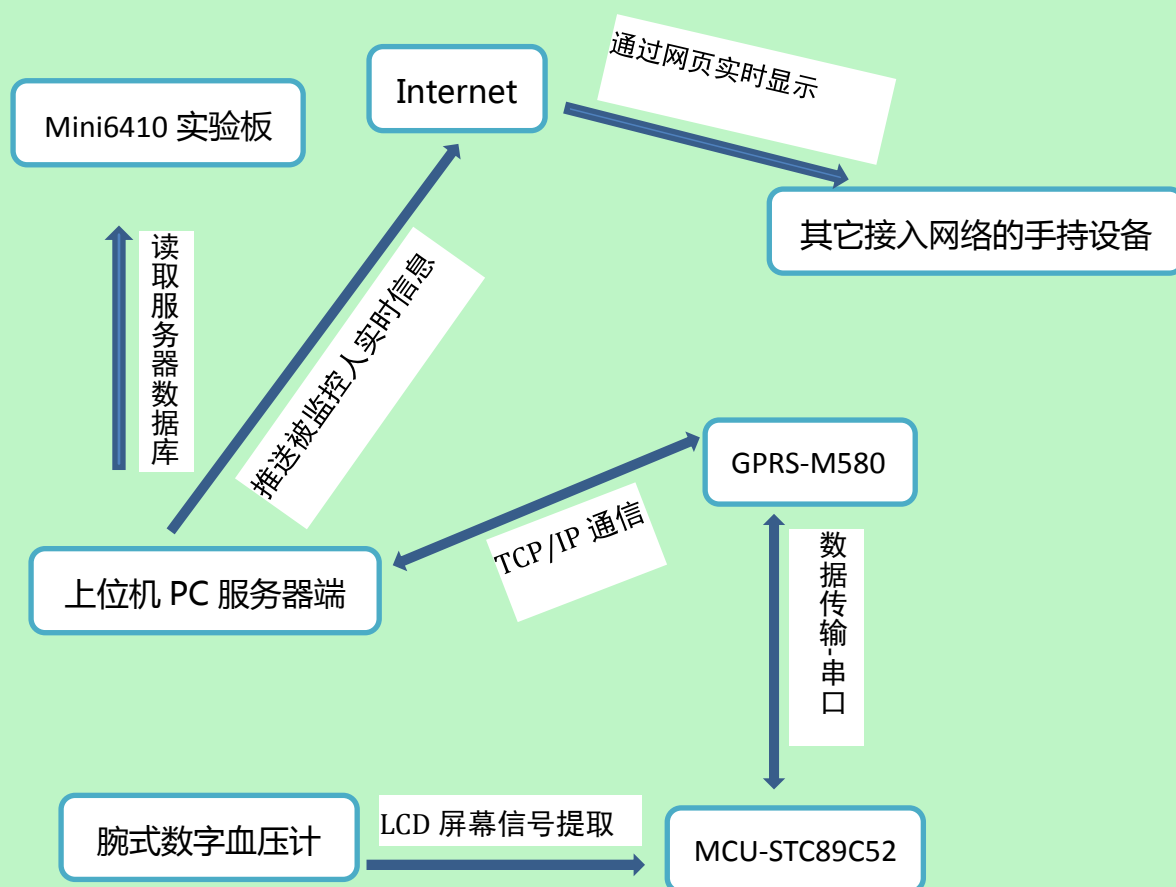 通过网页实时显示
Internet
Mini6410 实验板
其它接入网络的手持设备
读取服务器数据库
推送被监控人实时信息
GPRS-M580
TCP/IP 通信
数据传输-串口
上位机 PC 服务器端
LCD 屏幕信号提取
腕式数字血压计
MCU-STC89C52